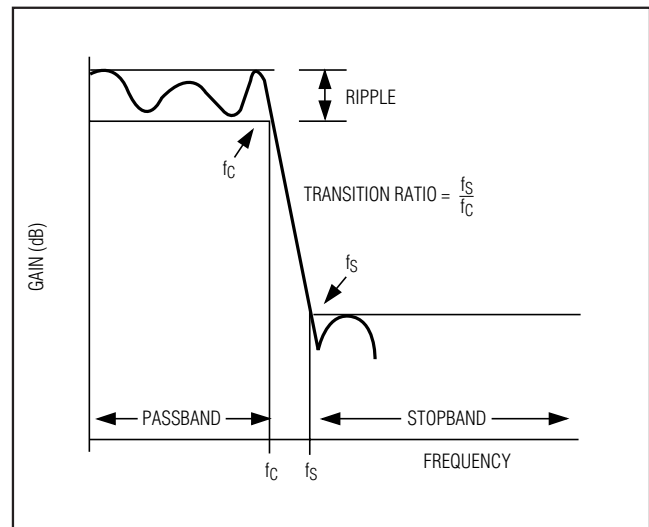 RIPPLE
fC
TRANSITION RATIO = fS
fC
fS
GAIN (dB)
PASSBAND
STOPBAND
fC
fS
FREQUENCY